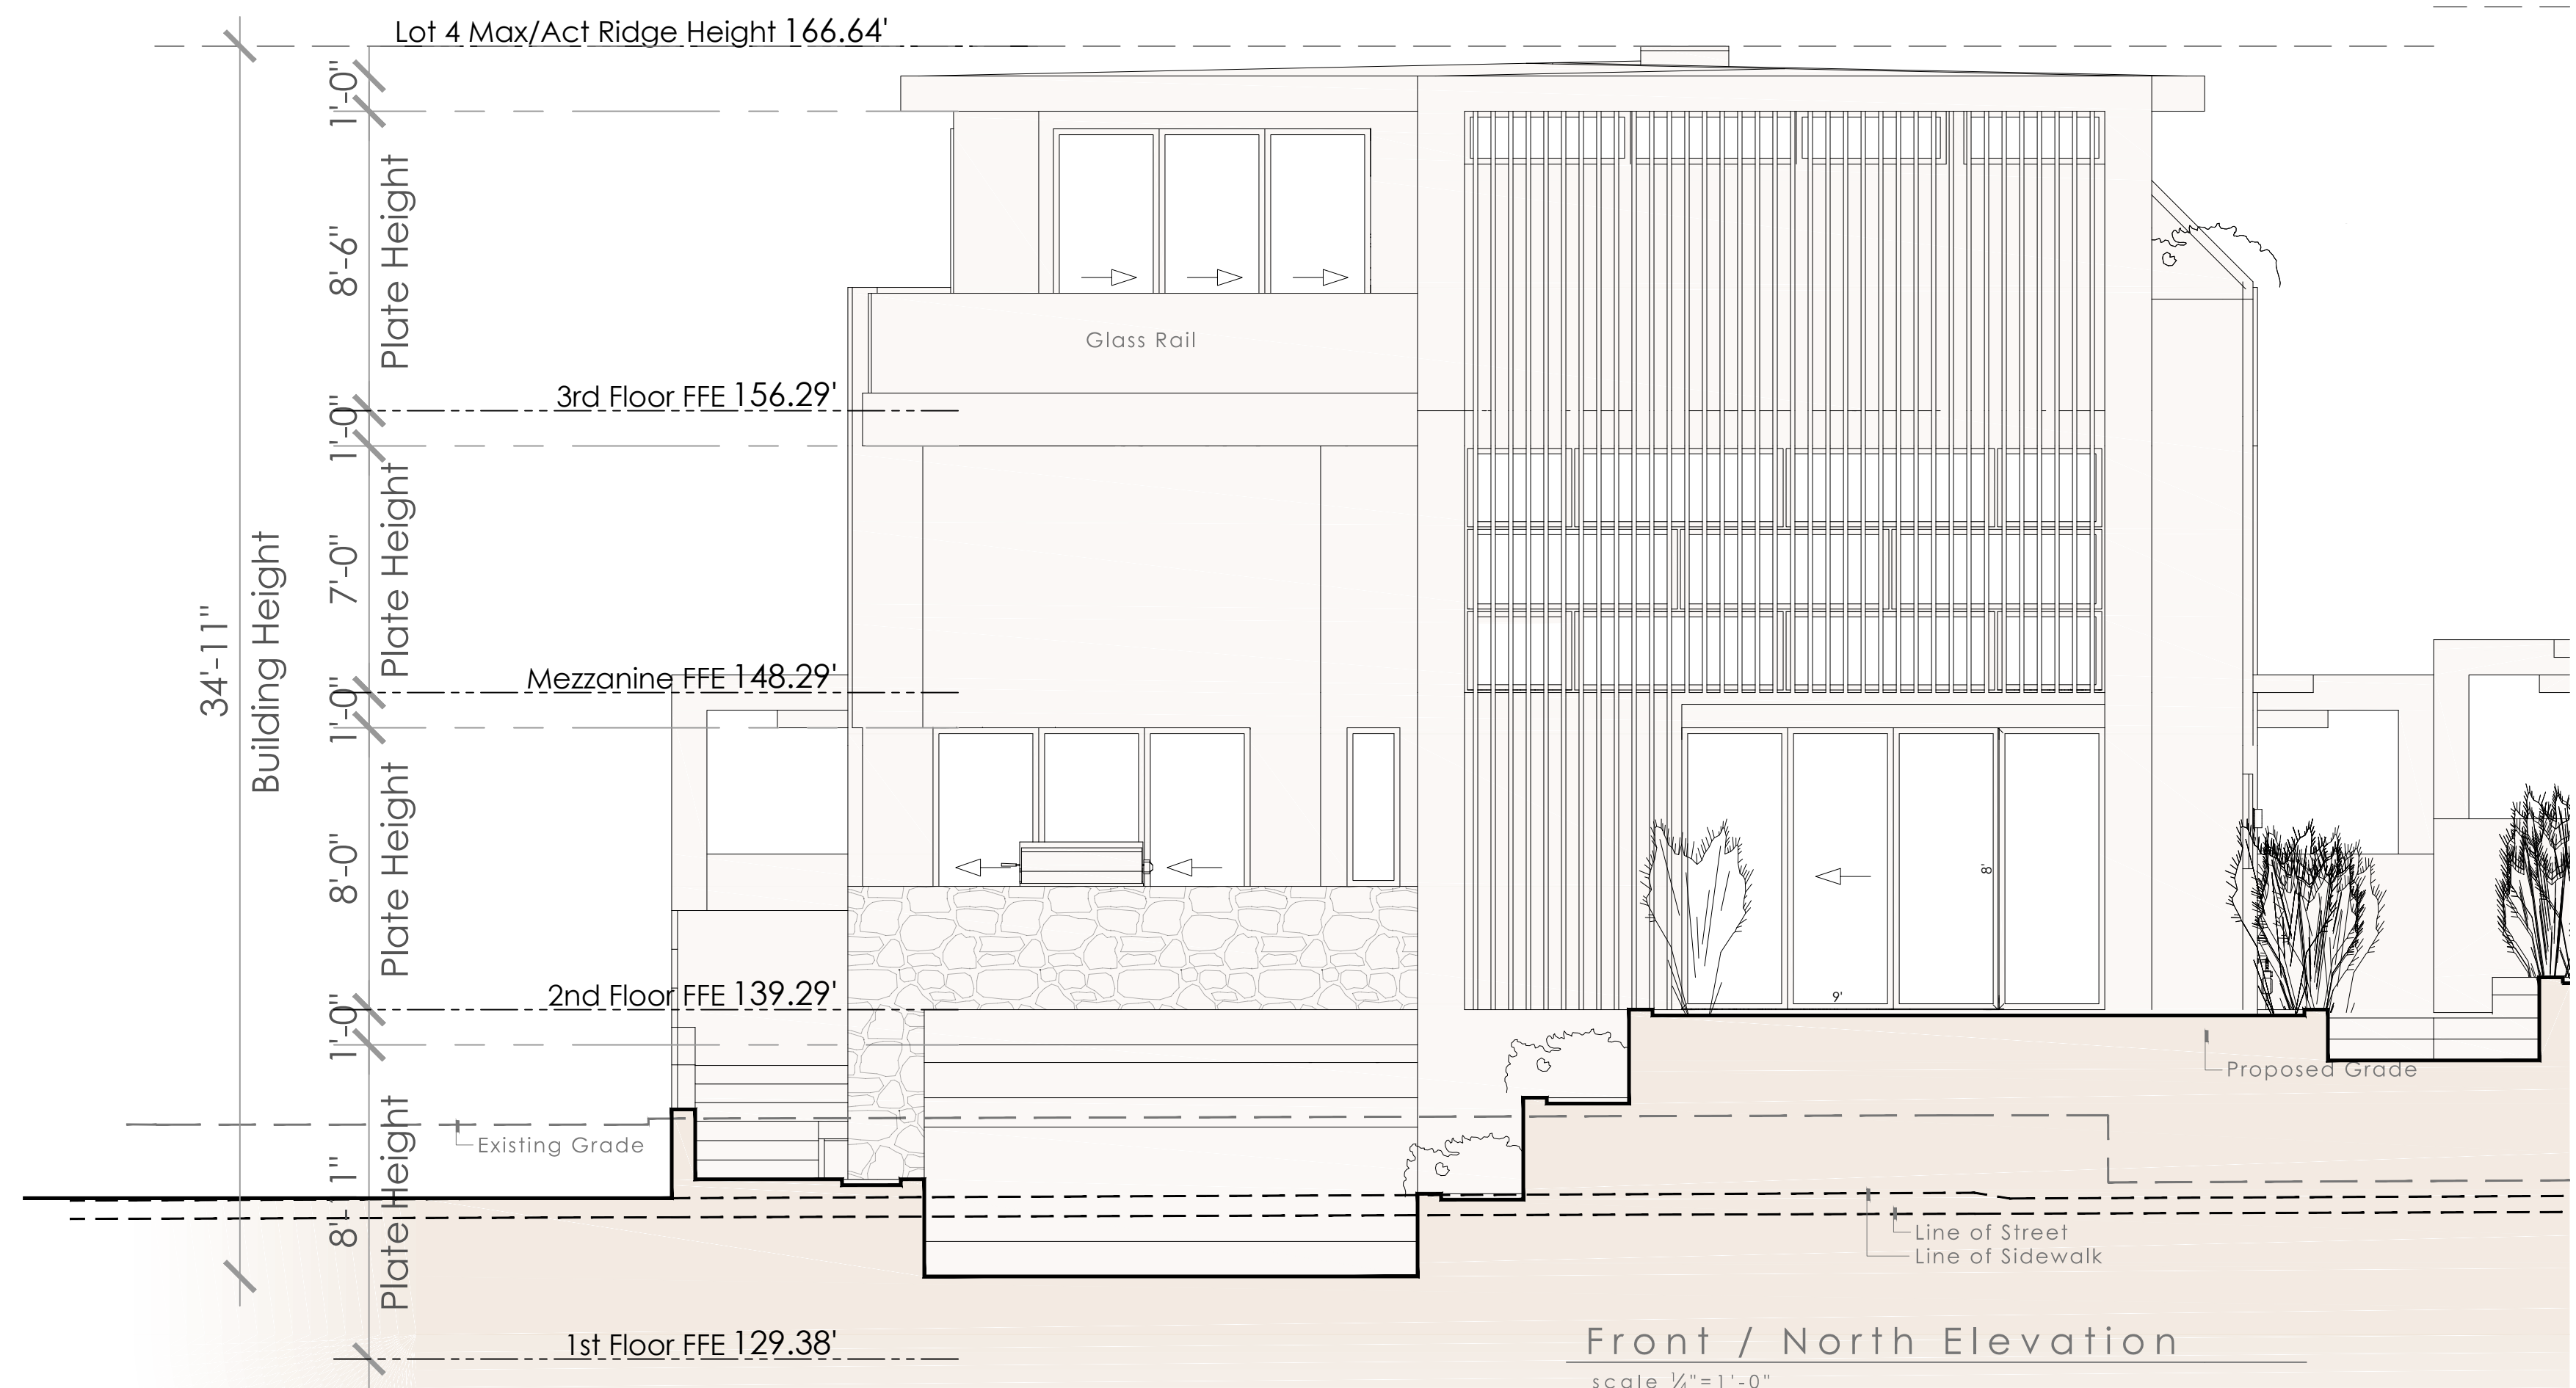 Lot 4 Max/Act Ridge Height 166.64'
1'-0"
8'-6"
Plate Height
Glass Rail
3rd Floor FFE 156.29'
1'-0"
7'-0"
Plate Height
34'-11"
Building Height
Mezzanine FFE 148.29'
1'-0"
8'-0"
Plate Height
8'
9'
2nd Floor FFE 139.29'
1'-0"
Proposed Grade
Existing Grade
8'-1"
Plate Height
Line of Street
Line of Sidewalk
1st Floor FFE 129.38'
Front / North Elevation
scale ¼"=1'-0"